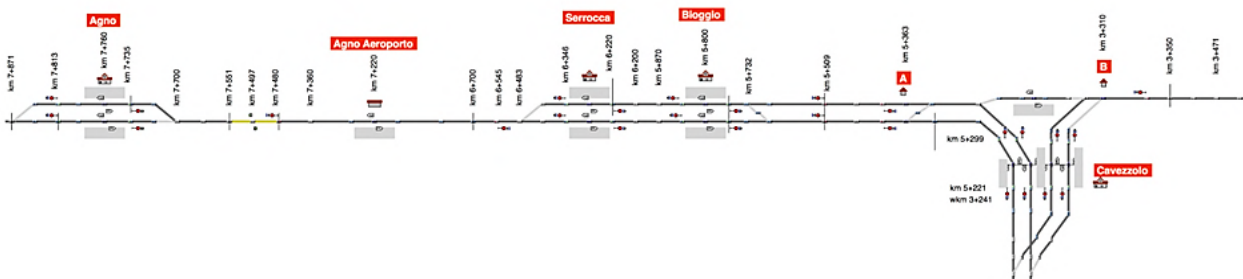 Agno
Serrocca
Bioggio
Agno Aeroporto
A
B
Cavezzolo
km 7+871
km 7+813
km 7+760
km 7+735
km 7+700
km 7+551
km 7+497
km 7+480
km 7+360
km 7+220
km 6+700
km 6+545
km 6+483
km 6+346
km 6+220
km 6+200
km 5+870
km 5+800
km 5+732
km 5+509
km 5+363
km 3+310
km 3+350
km 3+471
km 5+299
km 5+221
wkm 3+241